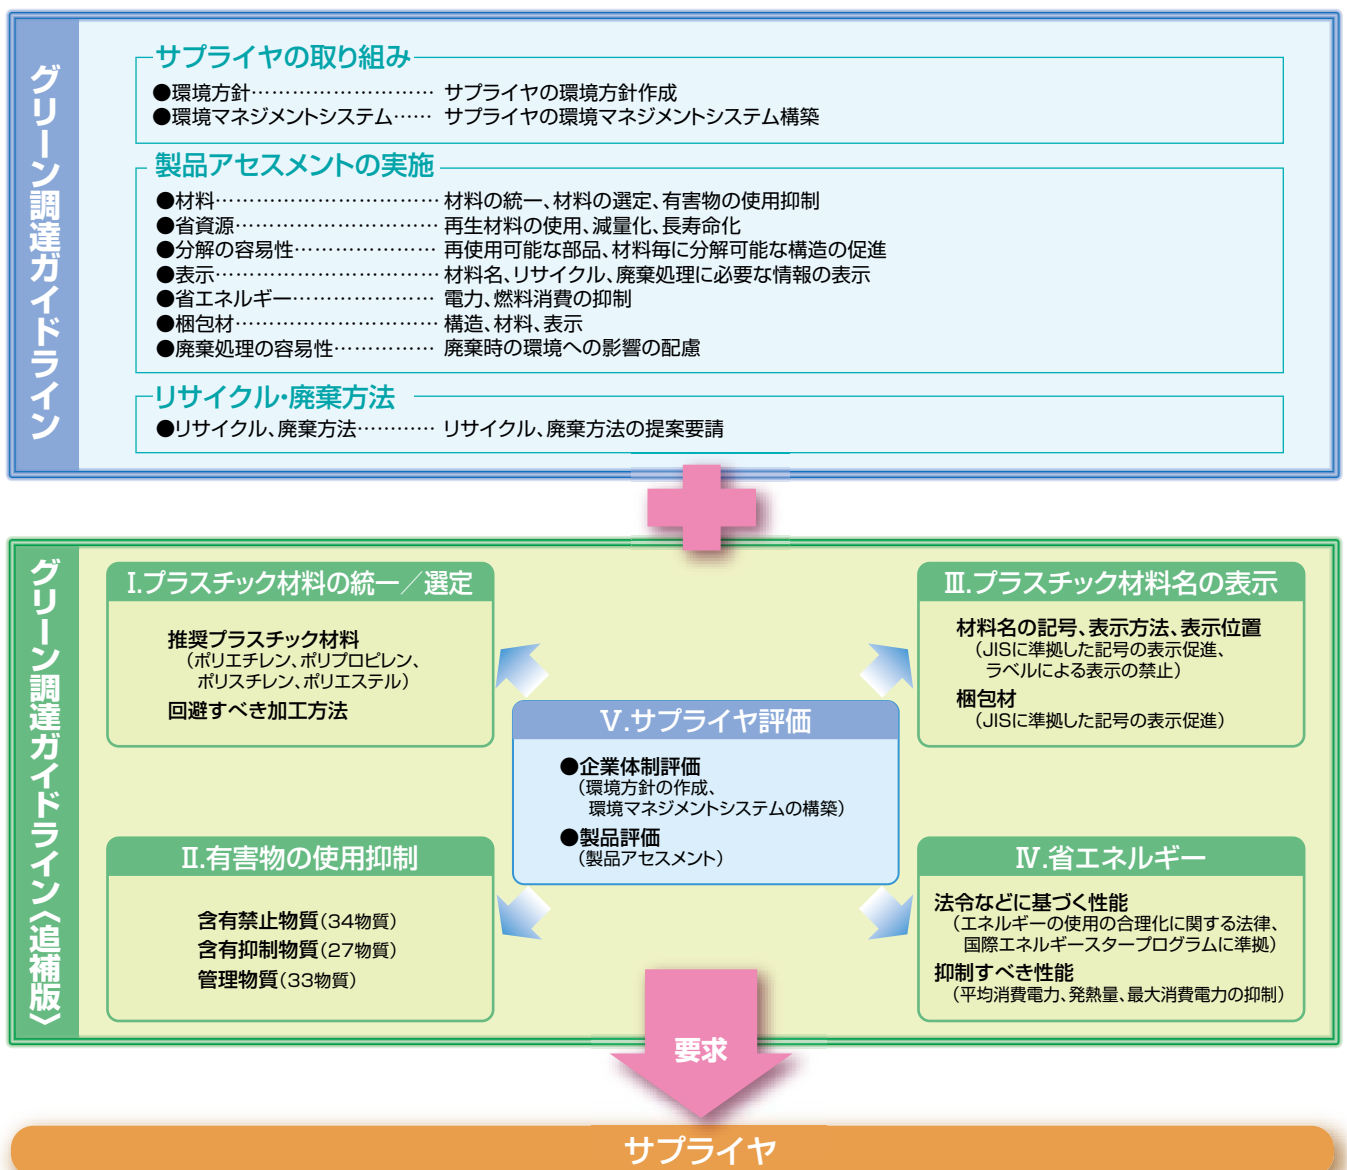 グリーン調達ガイドライン
サプライヤの取り組み
●環境方針……………………… サプライヤの環境方針作成
●環境マネジメントシステム…… サプライヤの環境マネジメントシステム構築
製品アセスメントの実施
●材料…………………………… 材料の統一、材料の選定、有害物の使用抑制
●省資源………………………… 再生材料の使用、減量化、長寿命化
●分解の容易性………………… 再使用可能な部品、材料毎に分解可能な構造の促進
●表示…………………………… 材料名、リサイクル、廃棄処理に必要な情報の表示
●省エネルギー………………… 電力、燃料消費の抑制
●梱包材………………………… 構造、材料、表示
●廃棄処理の容易性…………… 廃棄時の環境への影響の配慮
リサイクル・廃棄方法
●リサイクル、廃棄方法………… リサイクル、廃棄方法の提案要請
グリーン調達ガイドライン〈追補版〉
Ⅰ.プラスチック材料の統一／選定
推奨プラスチック材料
（ポリエチレン、ポリプロピレン、
ポリスチレン、ポリエステル）
回避すべき加工方法
Ⅲ.プラスチック材料名の表示
材料名の記号、表示方法、表示位置
（JISに準拠した記号の表示促進、
ラベルによる表示の禁止）
梱包材
（JISに準拠した記号の表示促進）
Ⅴ.サプライヤ評価
●企業体制評価
（環境方針の作成、
環境マネジメントシステムの構築）
●製品評価
（製品アセスメント）
Ⅱ.有害物の使用抑制
含有禁止物質（34物質）
含有抑制物質（27物質）
管理物質（33物質）
Ⅳ.省エネルギー
法令などに基づく性能
（エネルギーの使用の合理化に関する法律、
国際エネルギースタープログラムに準拠）
抑制すべき性能
（平均消費電力、発熱量、最大消費電力の抑制）
要求
サプライヤ